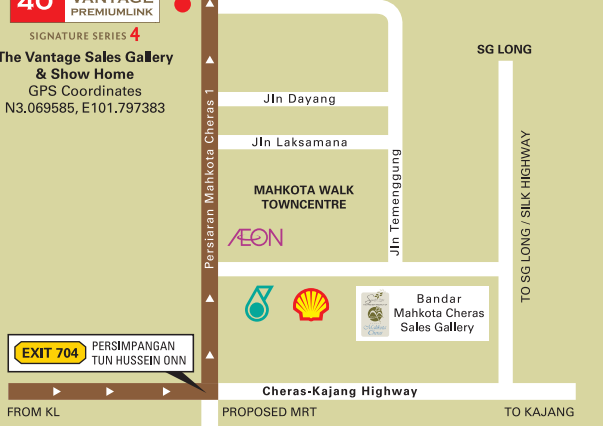 40
VANTAGE
PREMIUMLINK
SIGNATURE SERIES 4
The Vantage Sales Gallery
& Show Home
GPS Coordinates
N3.069585, E101.797383
SG LONG
Jln Dayang
Jln Laksamana
Persiaran Mahkota Cheras 1
Jln Temenggung
TO SG LONG / SILK HIGHWAY
MAHKOTA WALK
TOWNCENTRE
ÆON
Bandar
Mahkota Cheras
Sales Gallery
EXIT 704
PERSIMPANGAN
TUN HUSSEIN ONN
Cheras-Kajang Highway
FROM KL
PROPOSED MRT
TO KAJANG